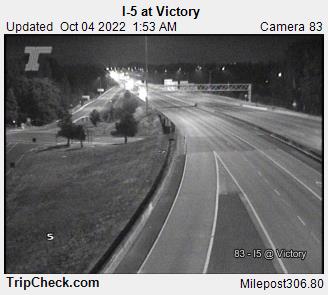 I-5 at Victory
Updated Oct 04 2022 1:53 AM Camera 83
T
S
83 - I5 @ Victory
TripCheck.com Milepost306.80